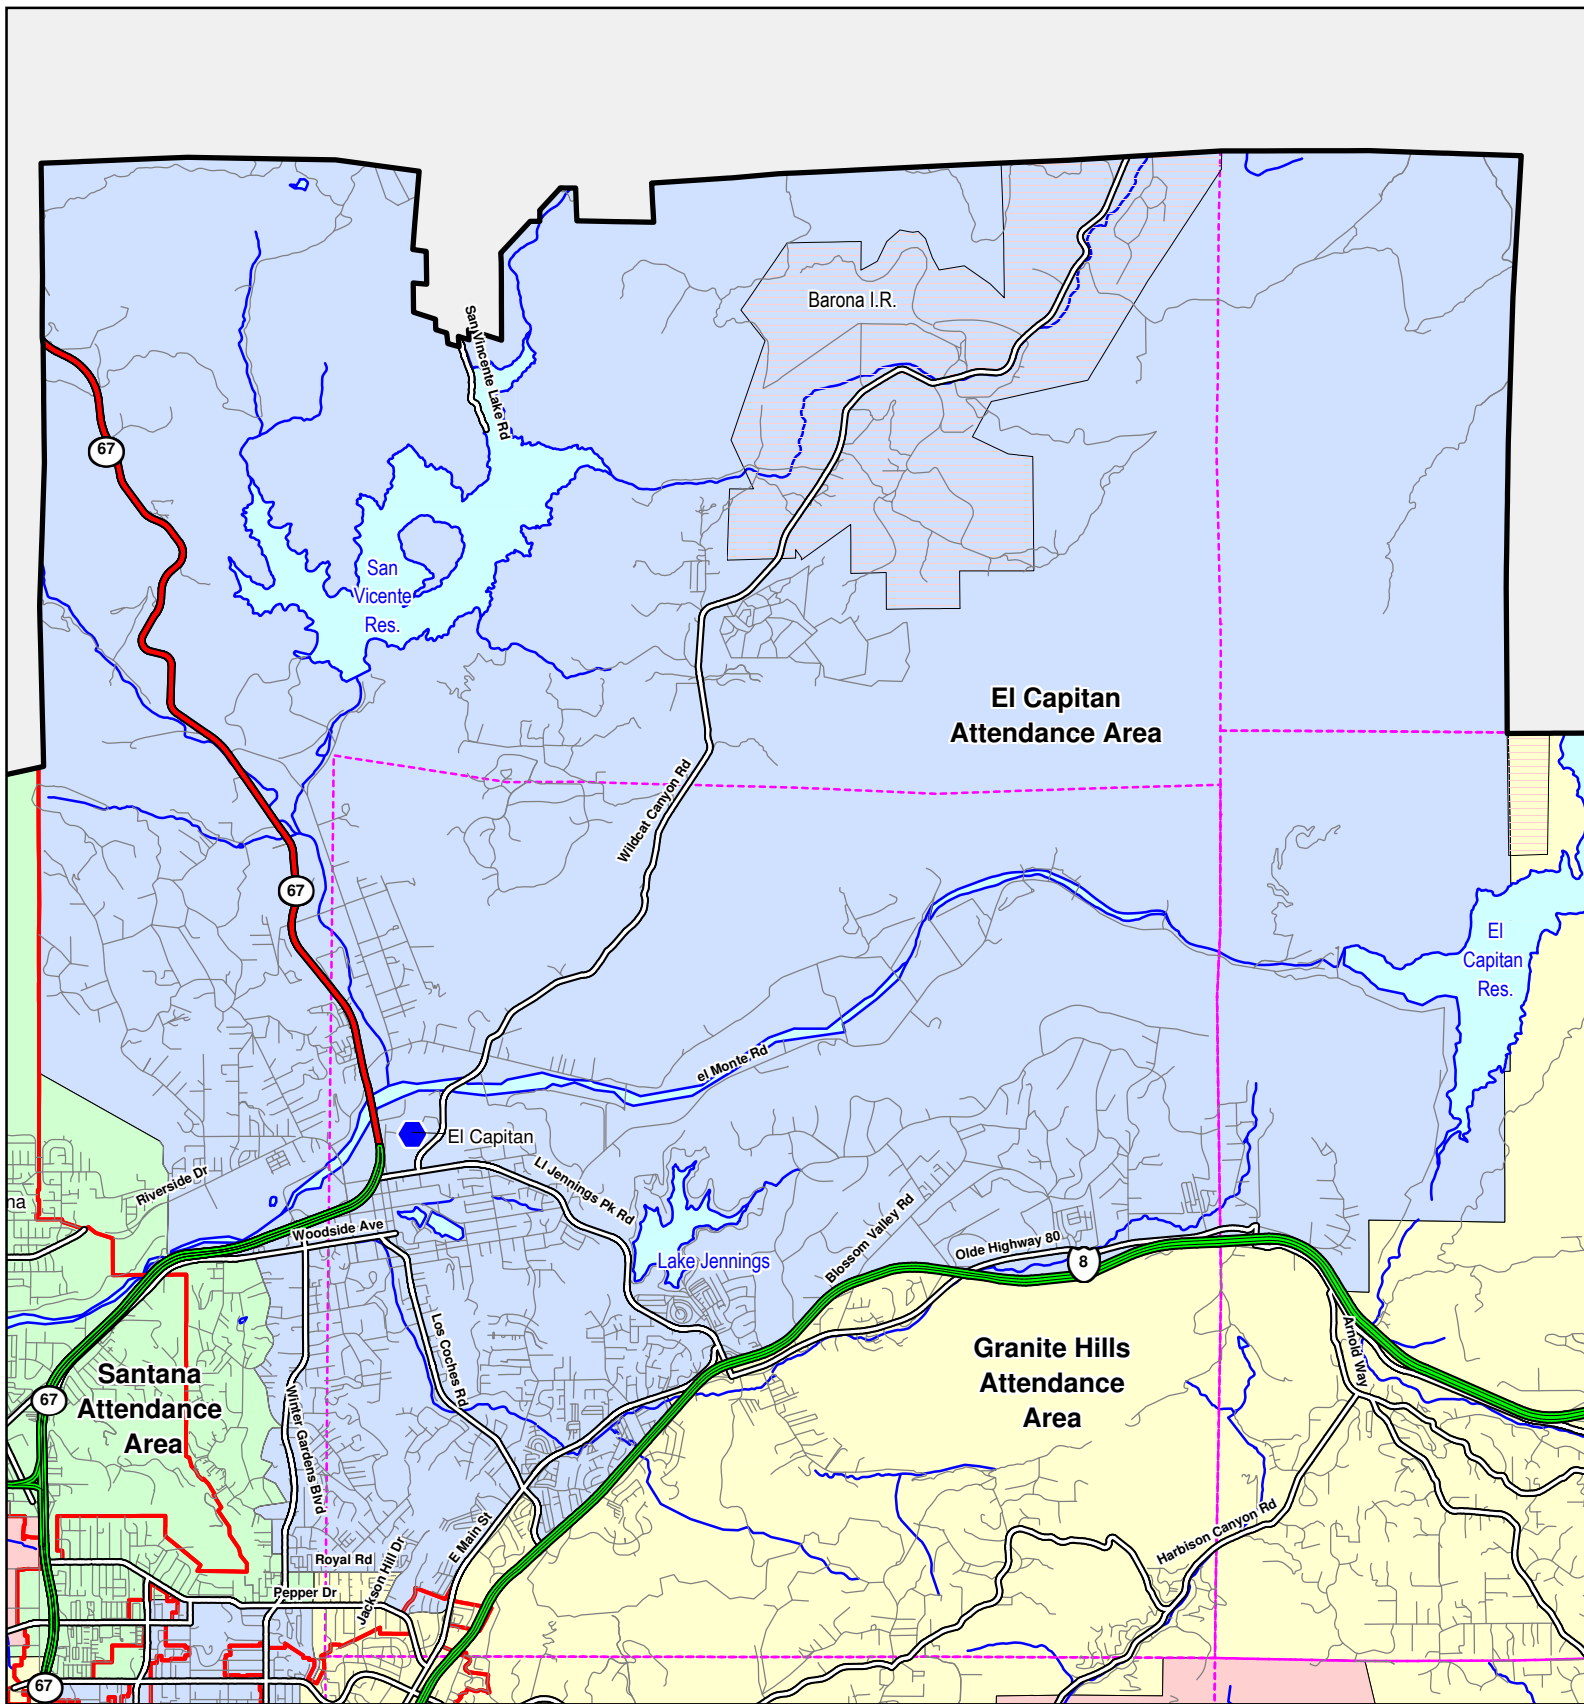 Barona I.R.
San Vincente Lake Rd
67
San
Vicente
Res.
El Capitan
Attendance Area
Wildcat Canyon Rd
67
El
Capitan
Res.
el Monte Rd
El Capitan
Ll Jennings Pk Rd
Riverside Dr
na
Woodside Ave
Blossom Valley Rd
Olde Highway 80
8
Lake Jennings
Los Coches Rd
Arnold Way
Granite Hills
Attendance
Area
Santana
Attendance
Area
67
Winter Gardens Blvd
E Main St
Harbison Canyon Rd
Royal Rd
Jackson Hill Dr
Pepper Dr
67